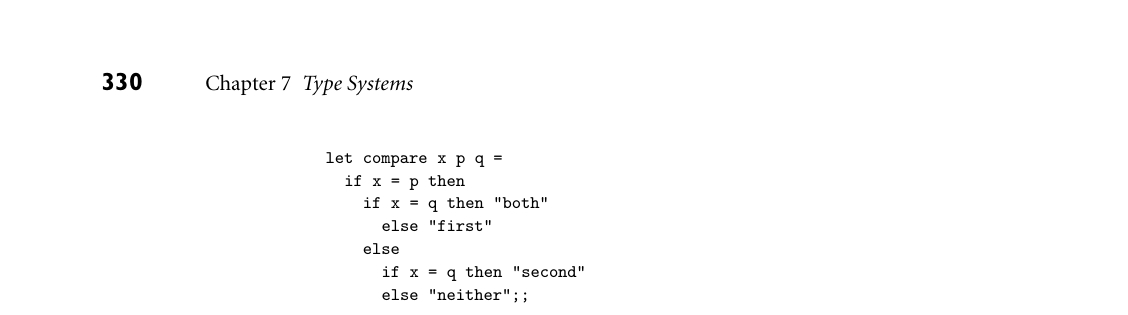 330 Chapter 7 Type Systems
let compare x p q =
  if x = p then
    if x = q then "both"
      else "first"
    else
      if x = q then "second"
      else "neither";;